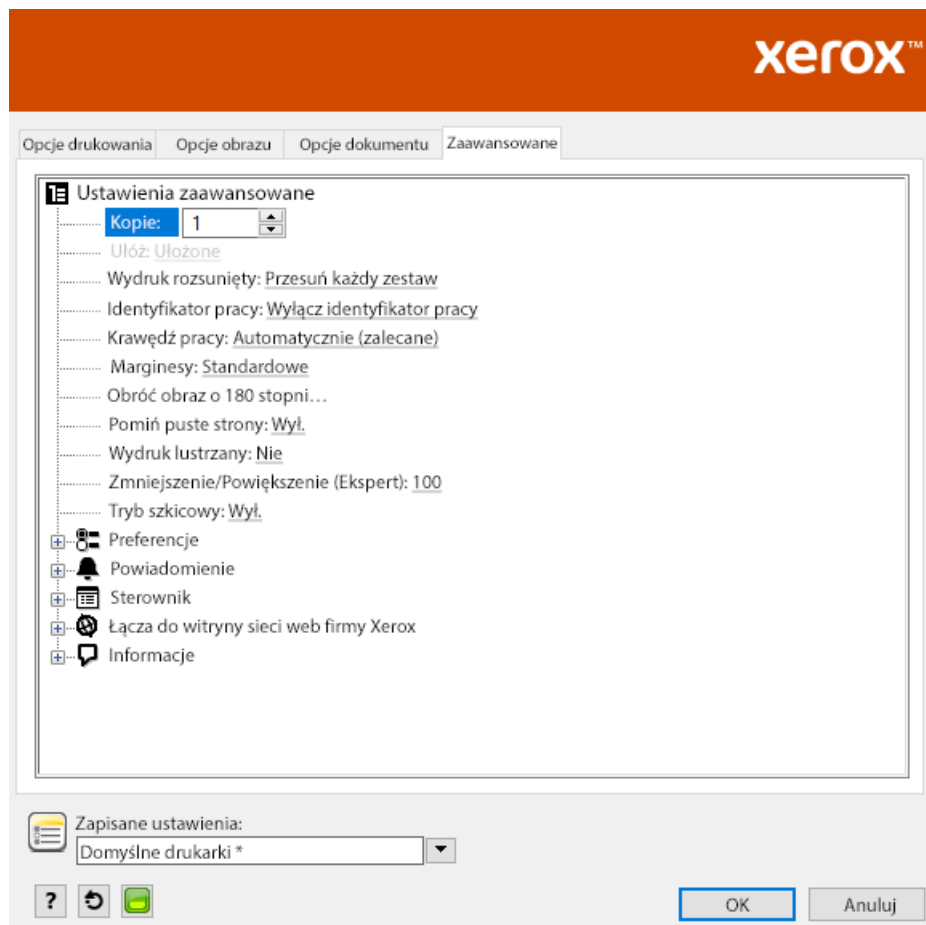 xerox™
Opcje drukowania Opcje obrazu Opcje dokumentu Zaawansowane
Ustawienia zaawansowane
Kopie: 1
Ułóż: Ułożone
Wydruk rozsunięty: Przesuń każdy zestaw
Identyfikator pracy: Wyłącz identyfikator pracy
Krawędź pracy: Automatycznie (zalecane)
Marginesy: Standardowe
Obróć obraz o 180 stopni...
Pomiń puste strony: Wył.
Wydruk lustrzany: Nie
Zmniejszenie/Powiększenie (Ekspert): 100
Tryb szkicowy: Wył.
Preferencje
Powiadomienie
Sterownik
Łącza do witryny sieci web firmy Xerox
Informacje
Zapisane ustawienia:
Domyślne drukarki *
? OK Anuluj